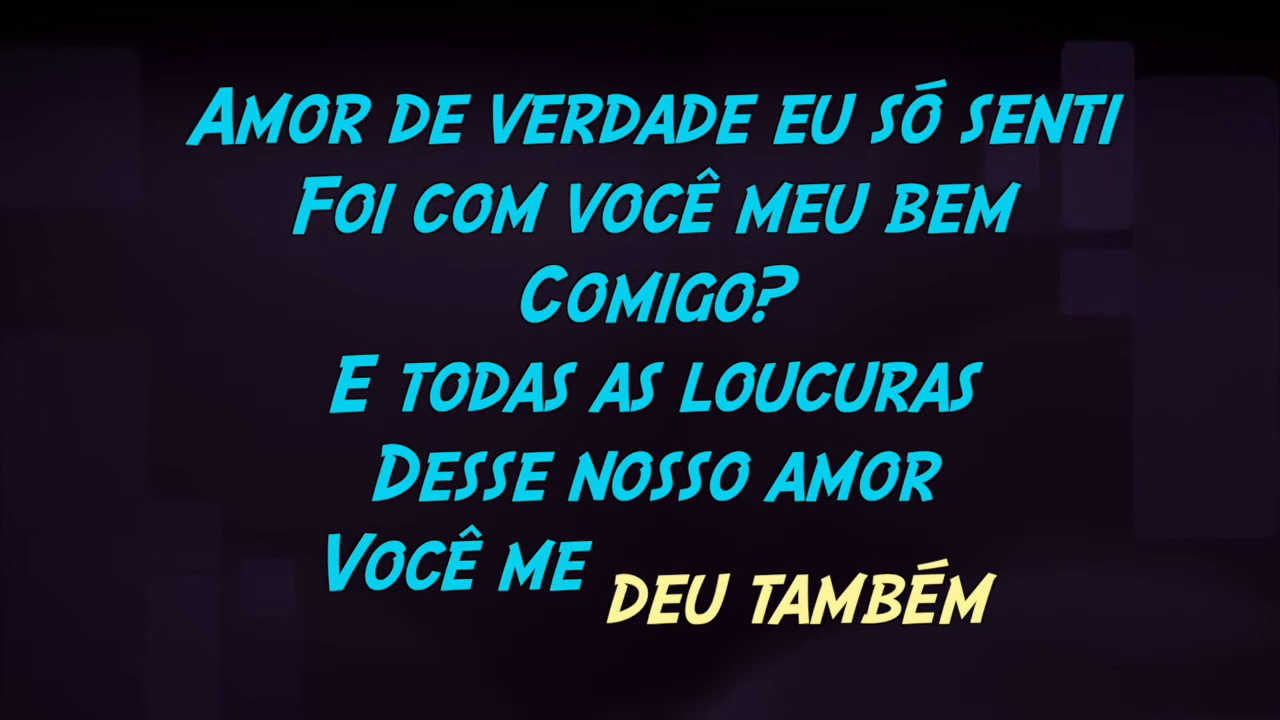 Amor de verdade eu só senti
Foi com você meu bem
Comigo?
E todas as loucuras
Desse nosso amor
Você me deu também